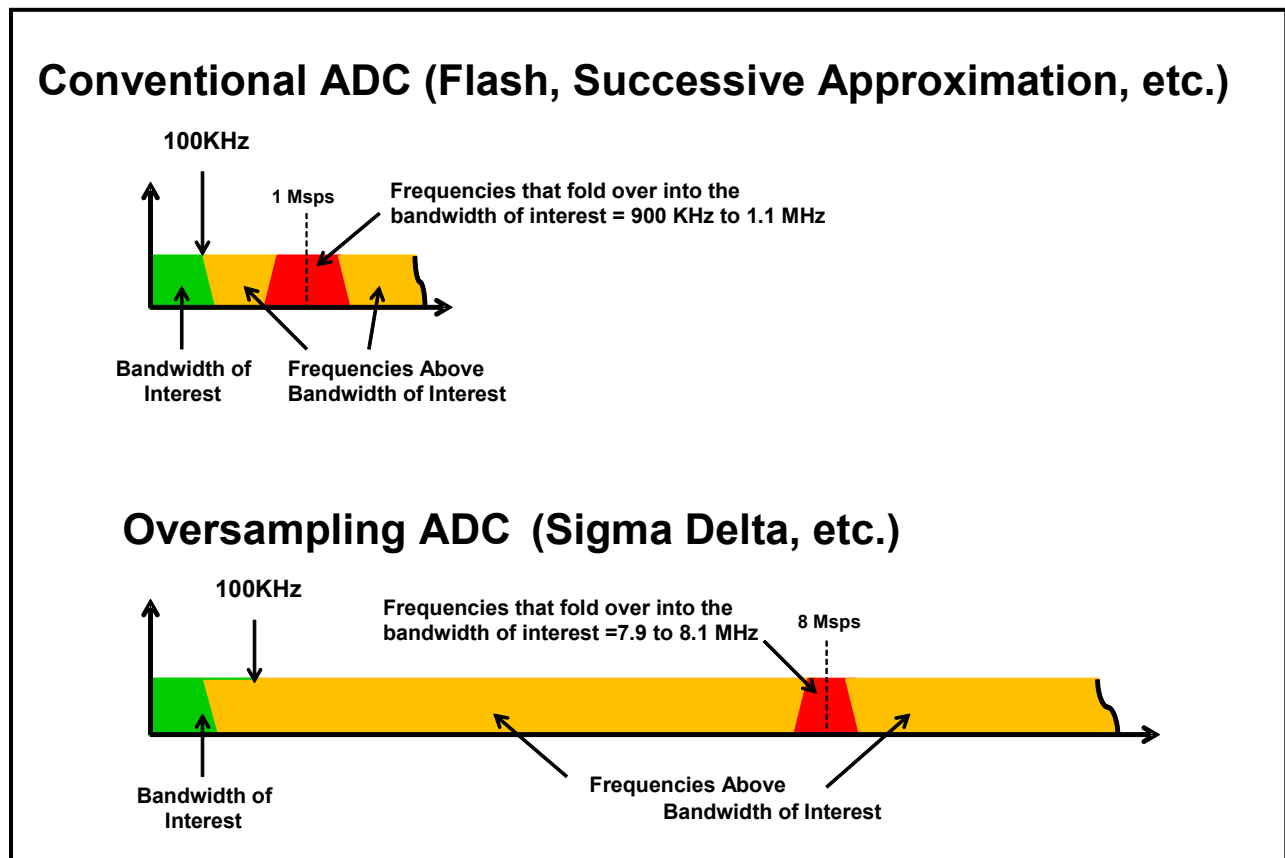 Conventional ADC (Flash, Successive Approximation, etc.)
100KHz
1 Msps
Frequencies that fold over into the
bandwidth of interest = 900 KHz to 1.1 MHz
Bandwidth of
Interest
Frequencies Above
Bandwidth of Interest
Oversampling ADC (Sigma Delta, etc.)
100KHz
Frequencies that fold over into the
bandwidth of interest =7.9 to 8.1 MHz
8 Msps
Bandwidth of
Interest
Frequencies Above
Bandwidth of Interest